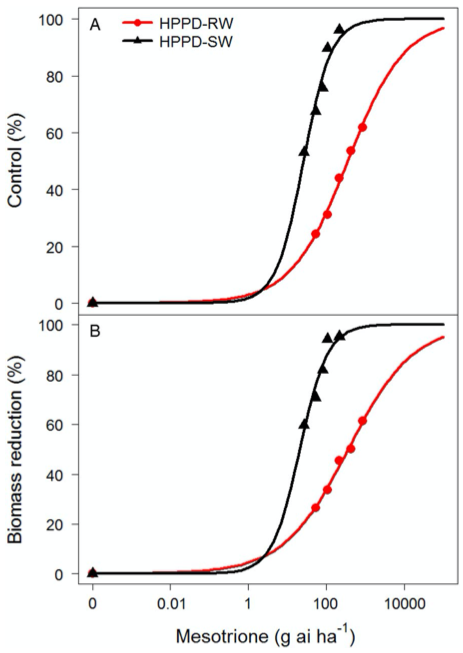 A
HPPD-RW
HPPD-SW
Control (%)
100
80
60
40
20
0
B
Biomass reduction (%)
100
80
60
40
20
0
0 0.01 1 100 10000
Mesotrione (g ai ha⁻¹)